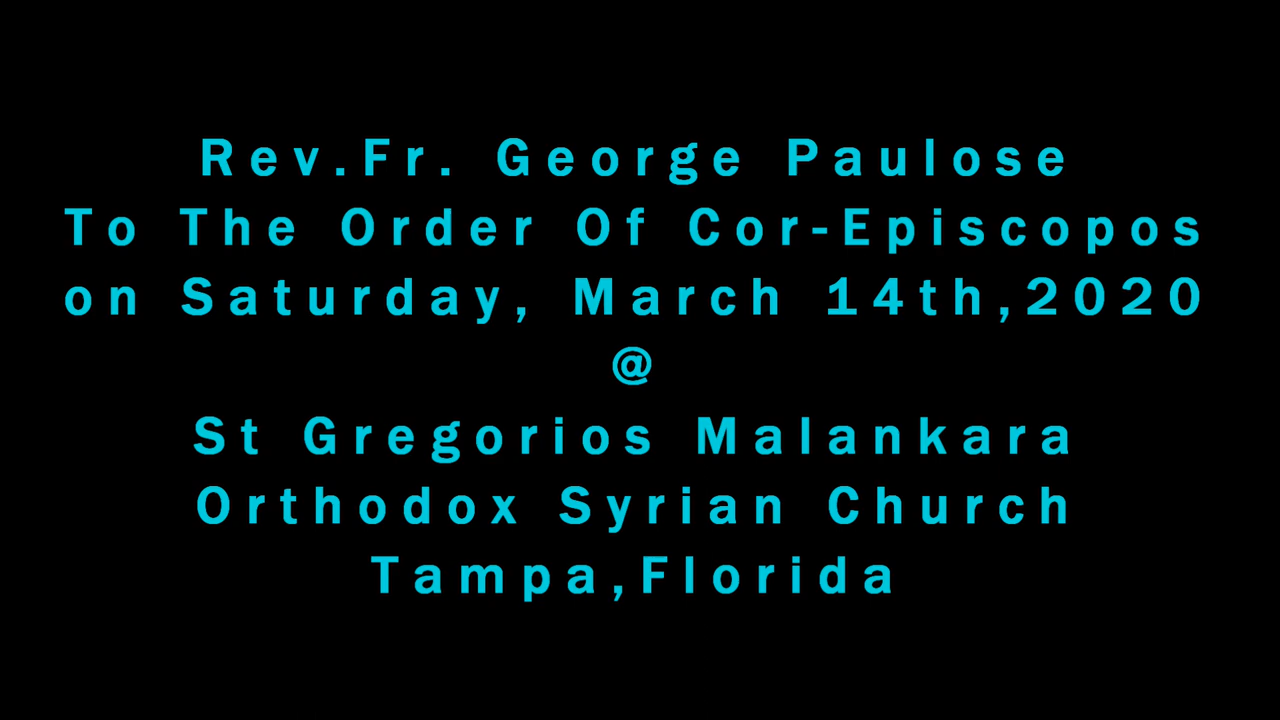 Rev.Fr. George Paulose
To The Order Of Cor-Episcopos
on Saturday, March 14th,2020
@
St Gregorios Malankara
Orthodox Syrian Church
Tampa,Florida